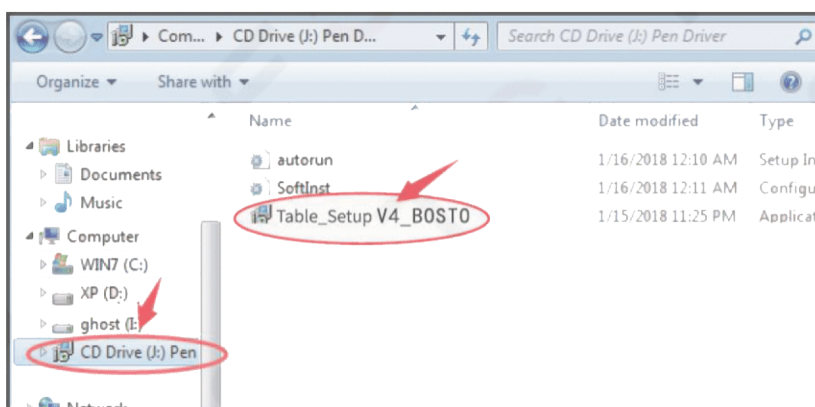 Com... CD Drive (J:) Pen D... Search CD Drive (J:) Pen Driver
Organize Share with
Name Date modified Type
Libraries
autorun 1/16/2018 12:10 AM Setup In
Documents
SoftInst 1/16/2018 12:11 AM Configu
Music
Table_Setup V4_BOSTO 1/15/2018 11:25 PM Applicat
Computer
WIN7 (C:)
XP (D:)
ghost (I:)
CD Drive (J:) Pen
Network